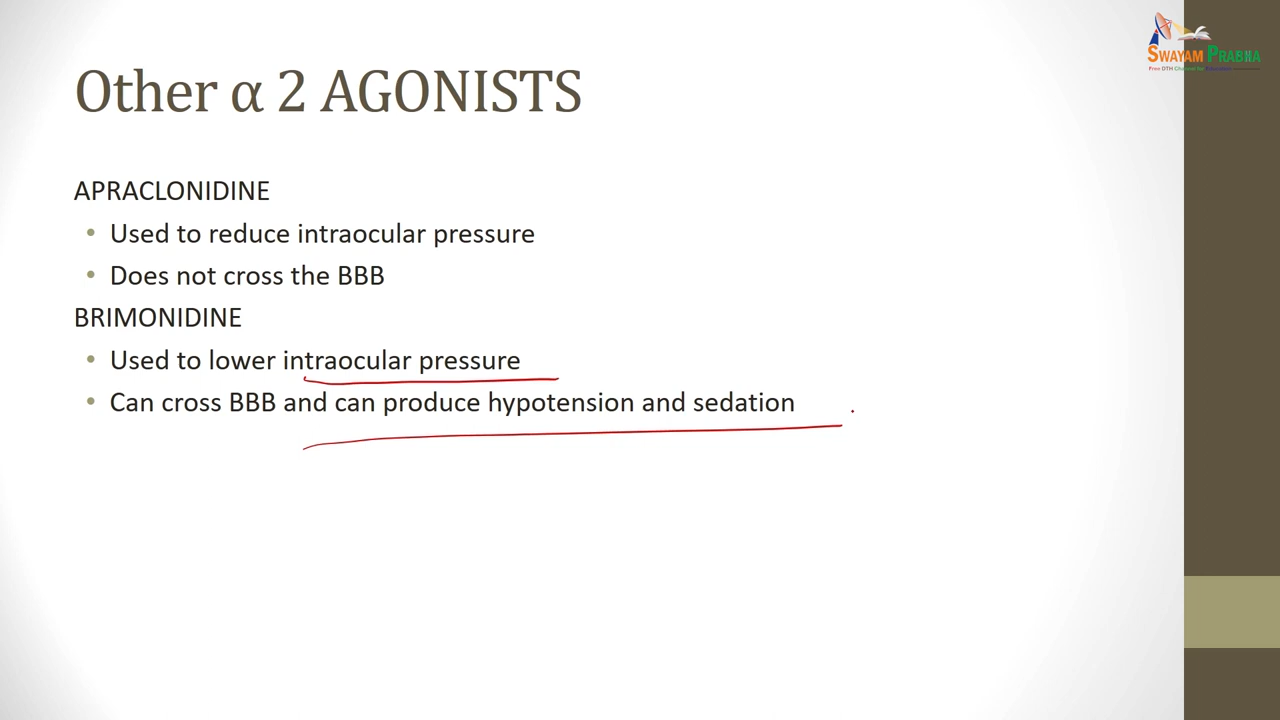 SWAYAM PRABHA
Other α 2 AGONISTS
APRACLONIDINE
• Used to reduce intraocular pressure
• Does not cross the BBB
BRIMONIDINE
• Used to lower intraocular pressure
• Can cross BBB and can produce hypotension and sedation